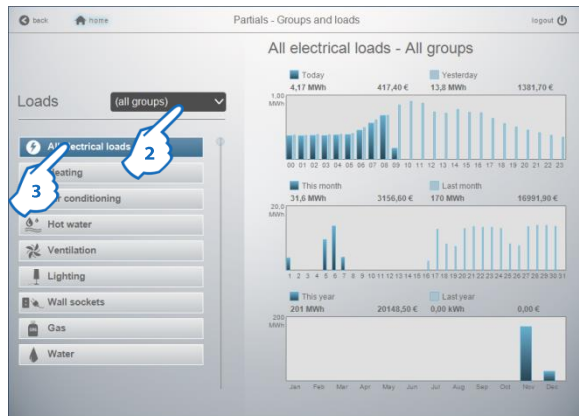 back
home
Partials - Groups and loads
logout
All electrical loads - All groups
Loads
(all groups)
2
All electrical loads
3
Heating
conditioning
Hot water
Ventilation
Lighting
Wall sockets
Gas
Water
Today
Yesterday
4,17 MWh
417,40 €
13,8 MWh
1381,70 €
1.00
MWh
00 01 02 03 04 05 06 07 08 09 10 11 12 13 14 15 16 17 18 19 20 21 22 23
This month
Last month
31,6 MWh
3156,60 €
170 MWh
16991,90 €
20.0
MWh
1 2 3 4 5 6 7 8 9 10 11 12 13 14 15 16 17 18 19 20 21 22 23 24 25 26 27 28 29 30 31
This year
Last year
201 MWh
20148,50 €
0,00 kWh
0,00 €
200
MWh
Jan Feb Mar Apr May Jun Jul Aug Sep Oct Nov Dec